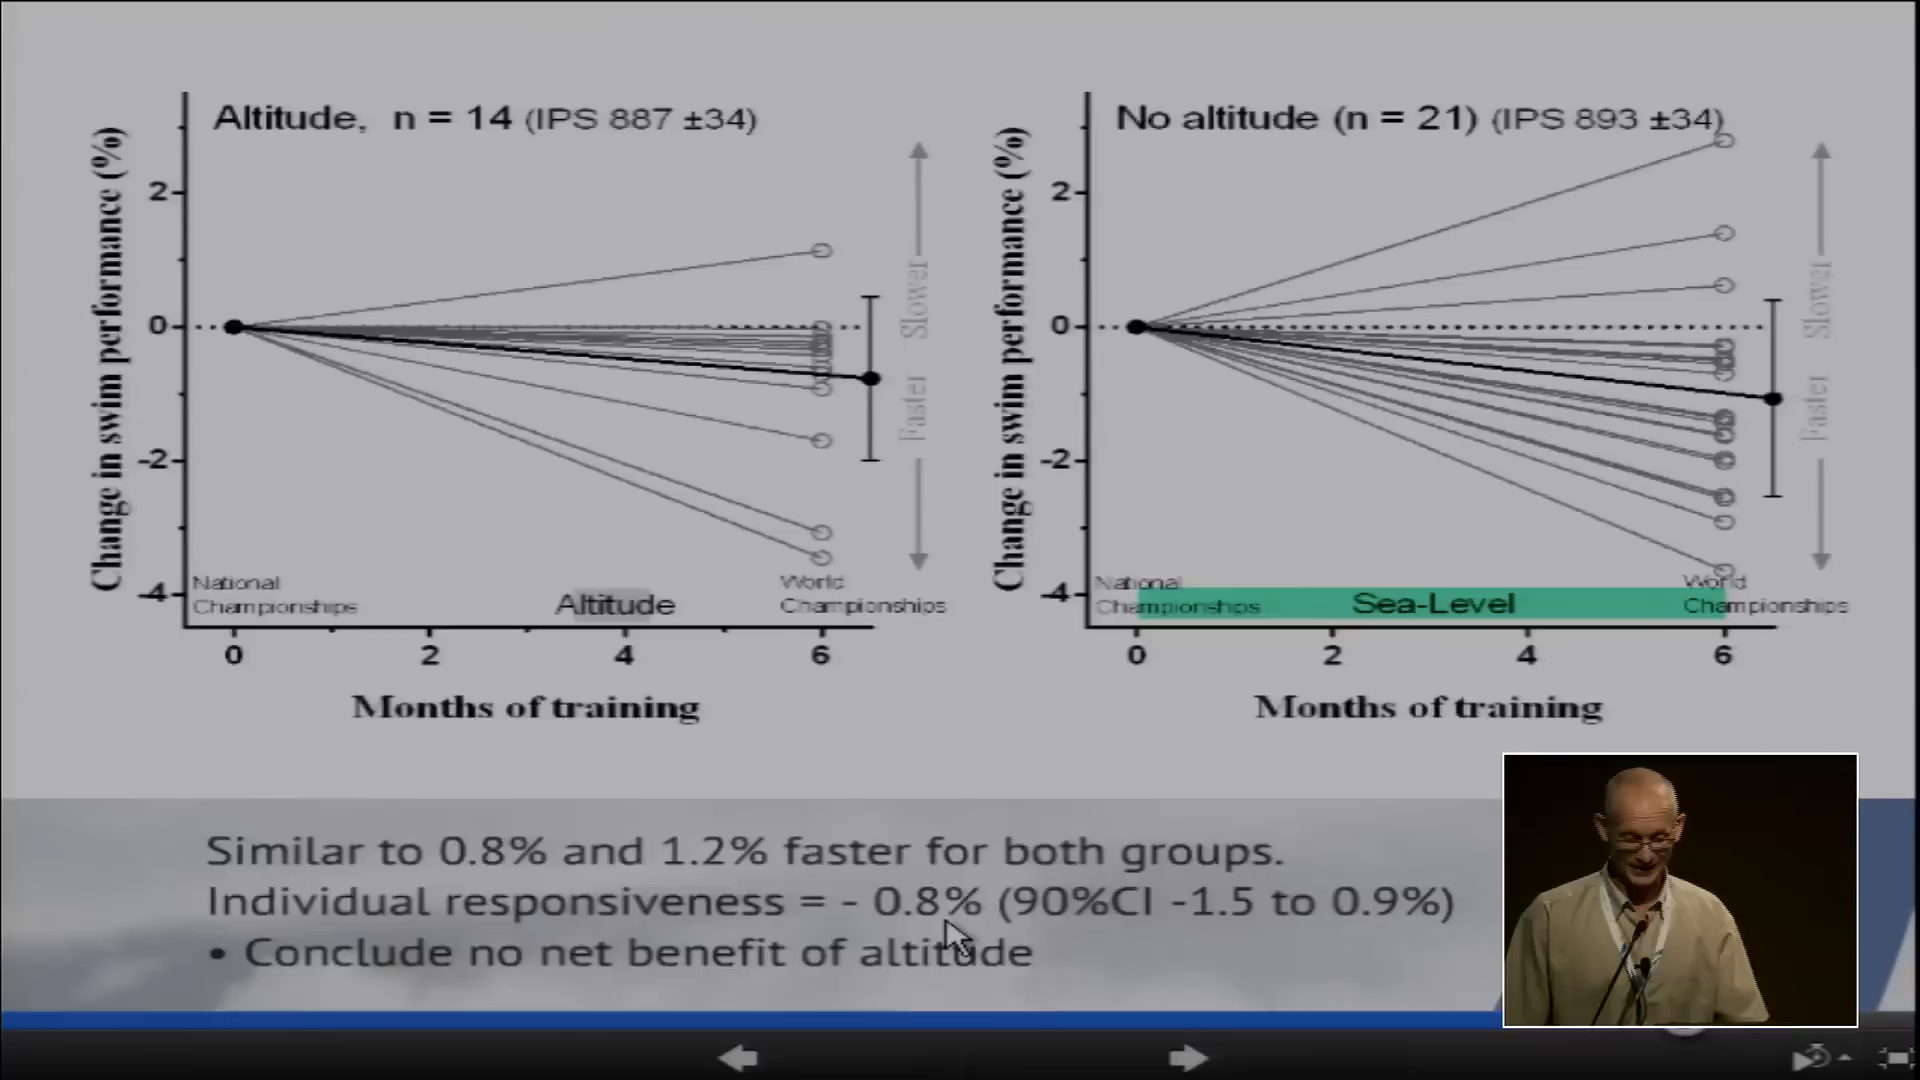 Altitude, n = 14 (IPS 887 ±34)
Change in swim performance (%)
2
0
-2
-4
Slower
Faster
National
Championships
Altitude
World
Championships
0 2 4 6
Months of training
No altitude (n = 21) (IPS 893 ±34)
Change in swim performance (%)
2
0
-2
-4
Slower
Faster
National
Championships
Sea-Level
World
Championships
0 2 4 6
Months of training
Similar to 0.8% and 1.2% faster for both groups.
Individual responsiveness = - 0.8% (90%CI -1.5 to 0.9%)
• Conclude no net benefit of altitude